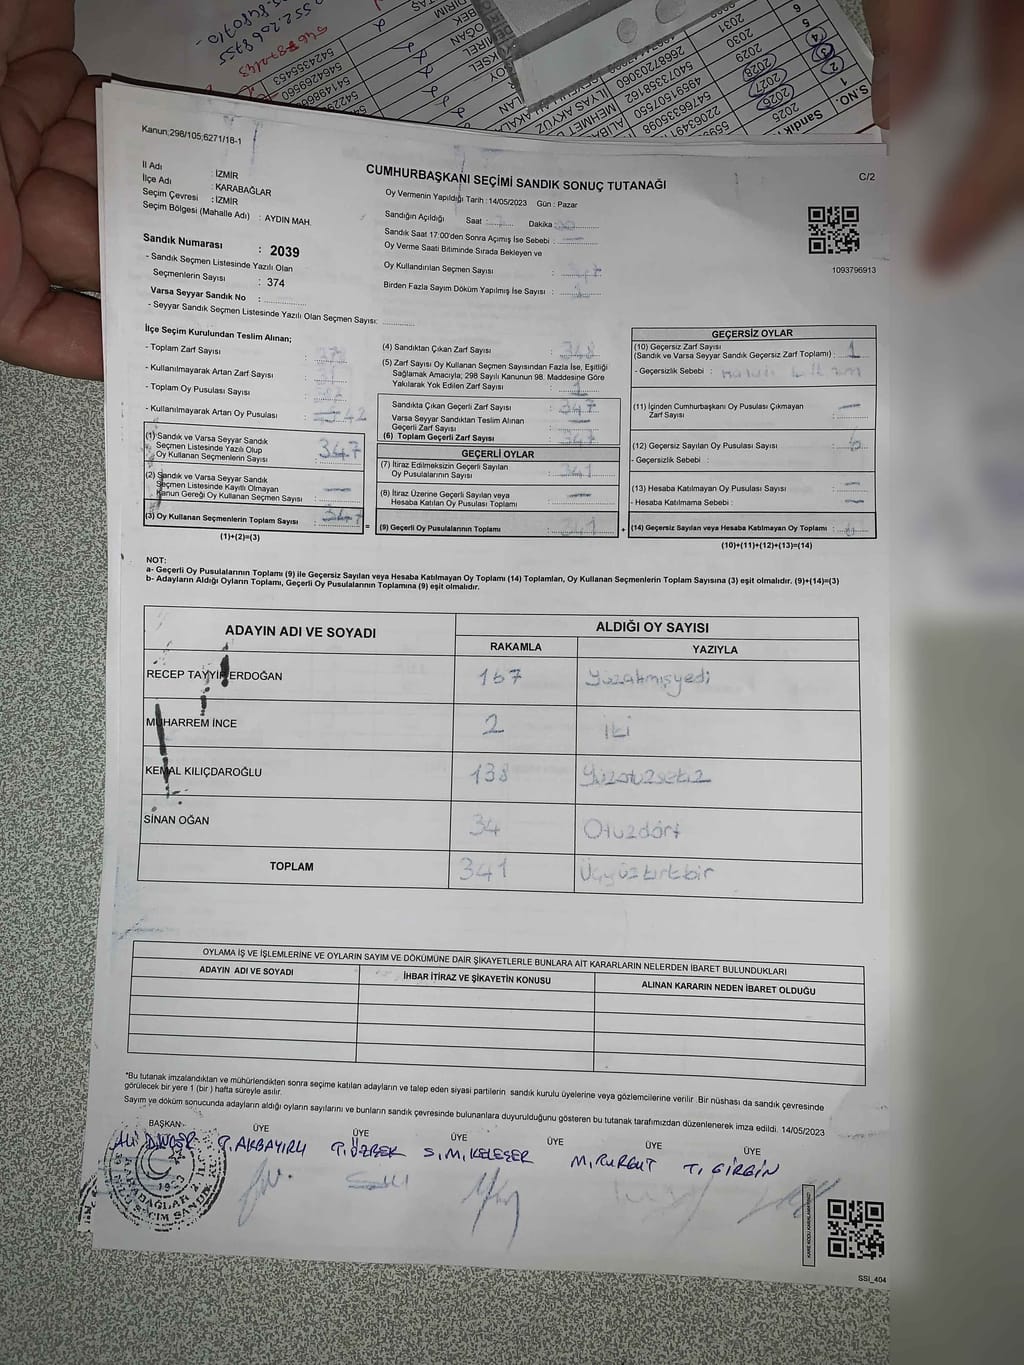 Kanun;298/105;6271/18-1
C/2
CUMHURBAŞKANI SEÇİMİ SANDIK SONUÇ TUTANAĞI
İl Adı : İZMİR
İlçe Adı : KARABAĞLAR
Seçim Çevresi : İZMİR
Seçim Bölgesi (Mahalle Adı) : AYDIN MAH.
Sandık Numarası : 2039
- Sandık Seçmen Listesinde Yazılı Olan
Seçmenlerin Sayısı : 374
Varsa Seyyar Sandık No :
- Seyyar Sandık Seçmen Listesinde Yazılı Olan Seçmen Sayısı:
Oy Vermenin Yapıldığı Tarih : 14/05/2023 Gün : Pazar
Sandığın Açıldığı Saat : Dakika :
Sandık Saat 17:00'den Sonra Açımış İse Sebebi : —
Oy Verme Saati Bitiminde Sırada Bekleyen ve
Oy Kullandırılan Seçmen Sayısı :
Birden Fazla Sayım Döküm Yapılmış İse Sayısı :
1093796913
İlçe Seçim Kurulundan Teslim Alınan;
- Toplam Zarf Sayısı :
- Kullanılmayarak Artan Zarf Sayısı :
- Toplam Oy Pusulası Sayısı :
- Kullanılmayarak Artan Oy Pusulası : 42
(1) Sandık ve Varsa Seyyar Sandık
Seçmen Listesinde Yazılı Olup
Oy Kullanan Seçmenlerin Sayısı : 347
(2) Sandık ve Varsa Seyyar Sandık
Seçmen Listesinde Kayıtlı Olmayan
Kanun Gereği Oy Kullanan Seçmen Sayısı : —
(3) Oy Kullanan Seçmenlerin Toplam Sayısı : 347
(1)+(2)=(3)
=
(4) Sandıktan Çıkan Zarf Sayısı : 348
(5) Zarf Sayısı Oy Kullanan Seçmen Sayısından Fazla İse, Eşitliği
Sağlamak Amacıyla; 298 Sayılı Kanunun 98. Maddesine Göre
Yakılarak Yok Edilen Zarf Sayısı : 1
Sandıkta Çıkan Geçerli Zarf Sayısı : 347
Varsa Seyyar Sandıktan Teslim Alınan
Geçerli Zarf Sayısı : —
(6) Toplam Geçerli Zarf Sayısı : 347
GEÇERLİ OYLAR
(7) İtiraz Edilmeksizin Geçerli Sayılan
Oy Pusulalarının Sayısı : 341
(8) İtiraz Üzerine Geçerli Sayılan veya
Hesaba Katılan Oy Pusulası Toplamı : —
(9) Geçerli Oy Pusulalarının Toplamı : 341
+
GEÇERSİZ OYLAR
(10) Geçersiz Zarf Sayısı
(Sandık ve Varsa Seyyar Sandık Geçersiz Zarf Toplamı) : 1
- Geçersizlik Sebebi :
(11) İçinden Cumhurbaşkanı Oy Pusulası Çıkmayan
Zarf Sayısı : —
(12) Geçersiz Sayılan Oy Pusulası Sayısı : 6
- Geçersizlik Sebebi :
(13) Hesaba Katılmayan Oy Pusulası Sayısı : —
- Hesaba Katılmama Sebebi : —
(14) Geçersiz Sayılan veya Hesaba Katılmayan Oy Toplamı : 6
(10)+(11)+(12)+(13)=(14)
NOT:
a- Geçerli Oy Pusulalarının Toplamı (9) ile Geçersiz Sayılan veya Hesaba Katılmayan Oy Toplamı (14) Toplamları, Oy Kullanan Seçmenlerin Toplam Sayısına (3) eşit olmalıdır. (9)+(14)=(3)
b- Adayların Aldığı Oyların Toplamı, Geçerli Oy Pusulalarının Toplamına (9) eşit olmalıdır.
ADAYIN ADI VE SOYADI
ALDIĞI OY SAYISI
RAKAMLA YAZIYLA
RECEP TAYYİP ERDOĞAN 167 Yüzatmışyedi
MUHARREM İNCE 2 İki
KEMAL KILIÇDAROĞLU 138 Yüzotuzsekiz
SİNAN OĞAN 34 Otuzdört
TOPLAM 341 Üçyüzkırkbir
OYLAMA İŞ VE İŞLEMLERİNE VE OYLARIN SAYIM VE DÖKÜMÜNE DAİR ŞİKAYETLERLE BUNLARA AİT KARARLARIN NELERDEN İBARET BULUNDUKLARI
ADAYIN ADI VE SOYADI İHBAR İTİRAZ VE ŞİKAYETİN KONUSU ALINAN KARARIN NEDEN İBARET OLDUĞU
*Bu tutanak imzalandıktan ve mühürlendikten sonra seçime katılan adayların ve talep eden siyasi partilerin sandık kurulu üyelerine veya gözlemcilerine verilir .Bir nüshası da sandık çevresinde
görülecek bir yere 1 (bir ) hafta süreyle asılır.
Sayım ve döküm sonucunda adayların aldığı oyların sayılarını ve bunların sandık çevresinde bulunanlara duyurulduğunu gösteren bu tutanak tarafımızdan düzenlenerek imza edildi. 14/05/2023
BAŞKAN ÜYE ÜYE ÜYE ÜYE ÜYE ÜYE
T. ÖZBEK S.M. KELEŞER M. TURGUT T. GİRGİN
SSI_404